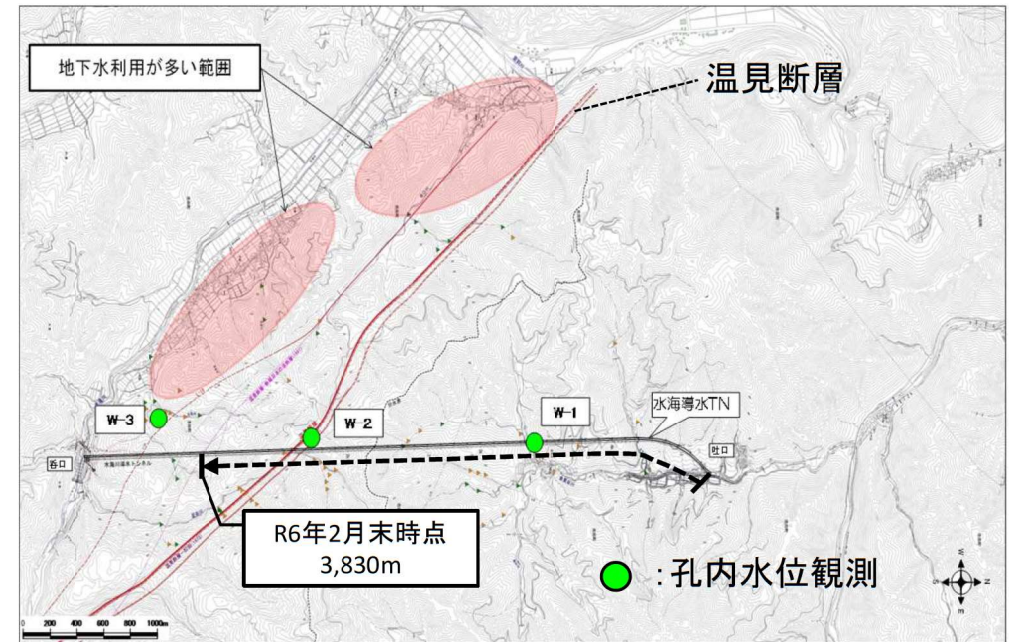 地下水利用が多い範囲
温見断層
W-3
W-2
W-1
水海導水TN
呑口
吐口
R6年2月末時点
3,830m
：孔内水位観測
0 200 400 600 800 1000m
W
S
N
E